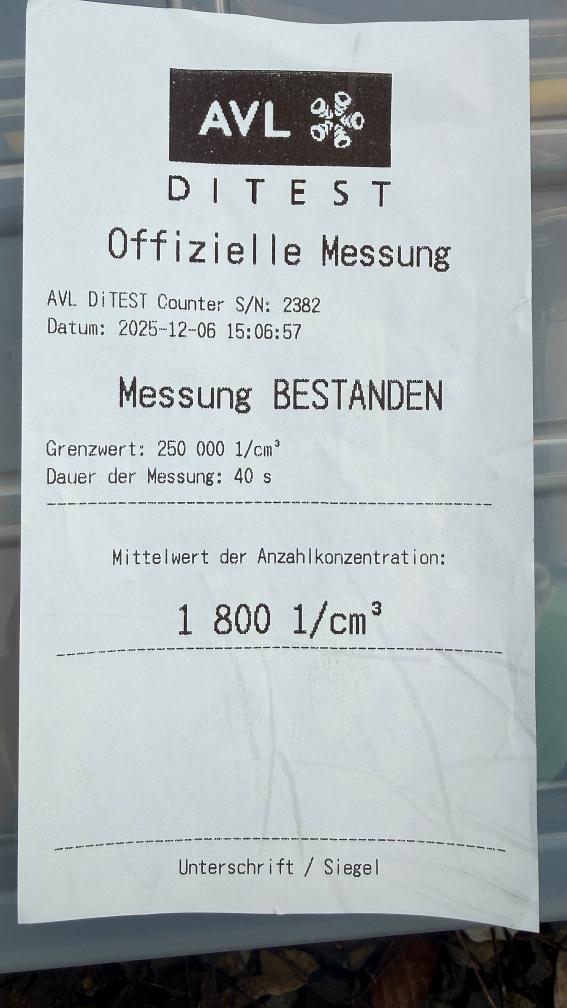 AVL
DITEST
Offizielle Messung
AVL DiTEST Counter S/N: 2382
Datum: 2025-12-06 15:06:57
Messung BESTANDEN
Grenzwert: 250 000 1/cm³
Dauer der Messung: 40 s
Mittelwert der Anzahlkonzentration:
1 800 1/cm³
Unterschrift / Siegel